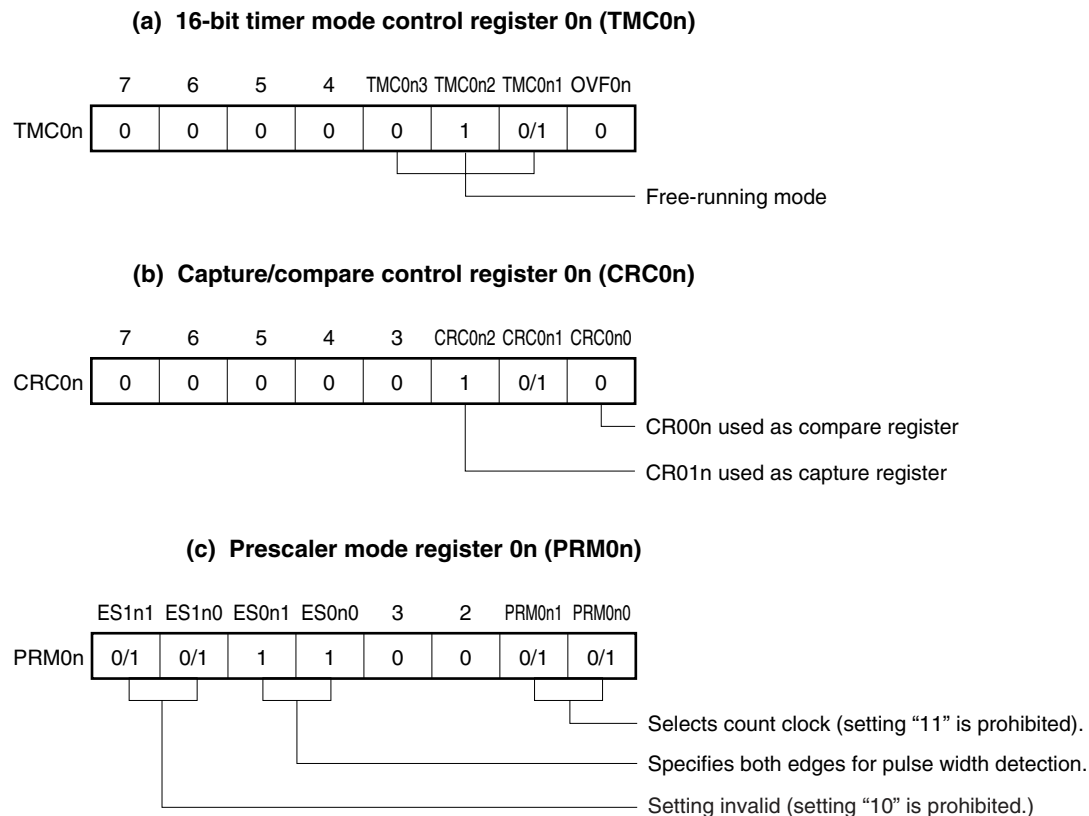 (a) 16-bit timer mode control register 0n (TMC0n)
7 6 5 4 TMC0n3 TMC0n2 TMC0n1 OVF0n
TMC0n 0 0 0 0 0 1 0/1 0
Free-running mode
(b) Capture/compare control register 0n (CRC0n)
7 6 5 4 3 CRC0n2 CRC0n1 CRC0n0
CRC0n 0 0 0 0 0 1 0/1 0
CR00n used as compare register
CR01n used as capture register
(c) Prescaler mode register 0n (PRM0n)
ES1n1 ES1n0 ES0n1 ES0n0 3 2 PRM0n1 PRM0n0
PRM0n 0/1 0/1 1 1 0 0 0/1 0/1
Selects count clock (setting “11” is prohibited).
Specifies both edges for pulse width detection.
Setting invalid (setting “10” is prohibited.)